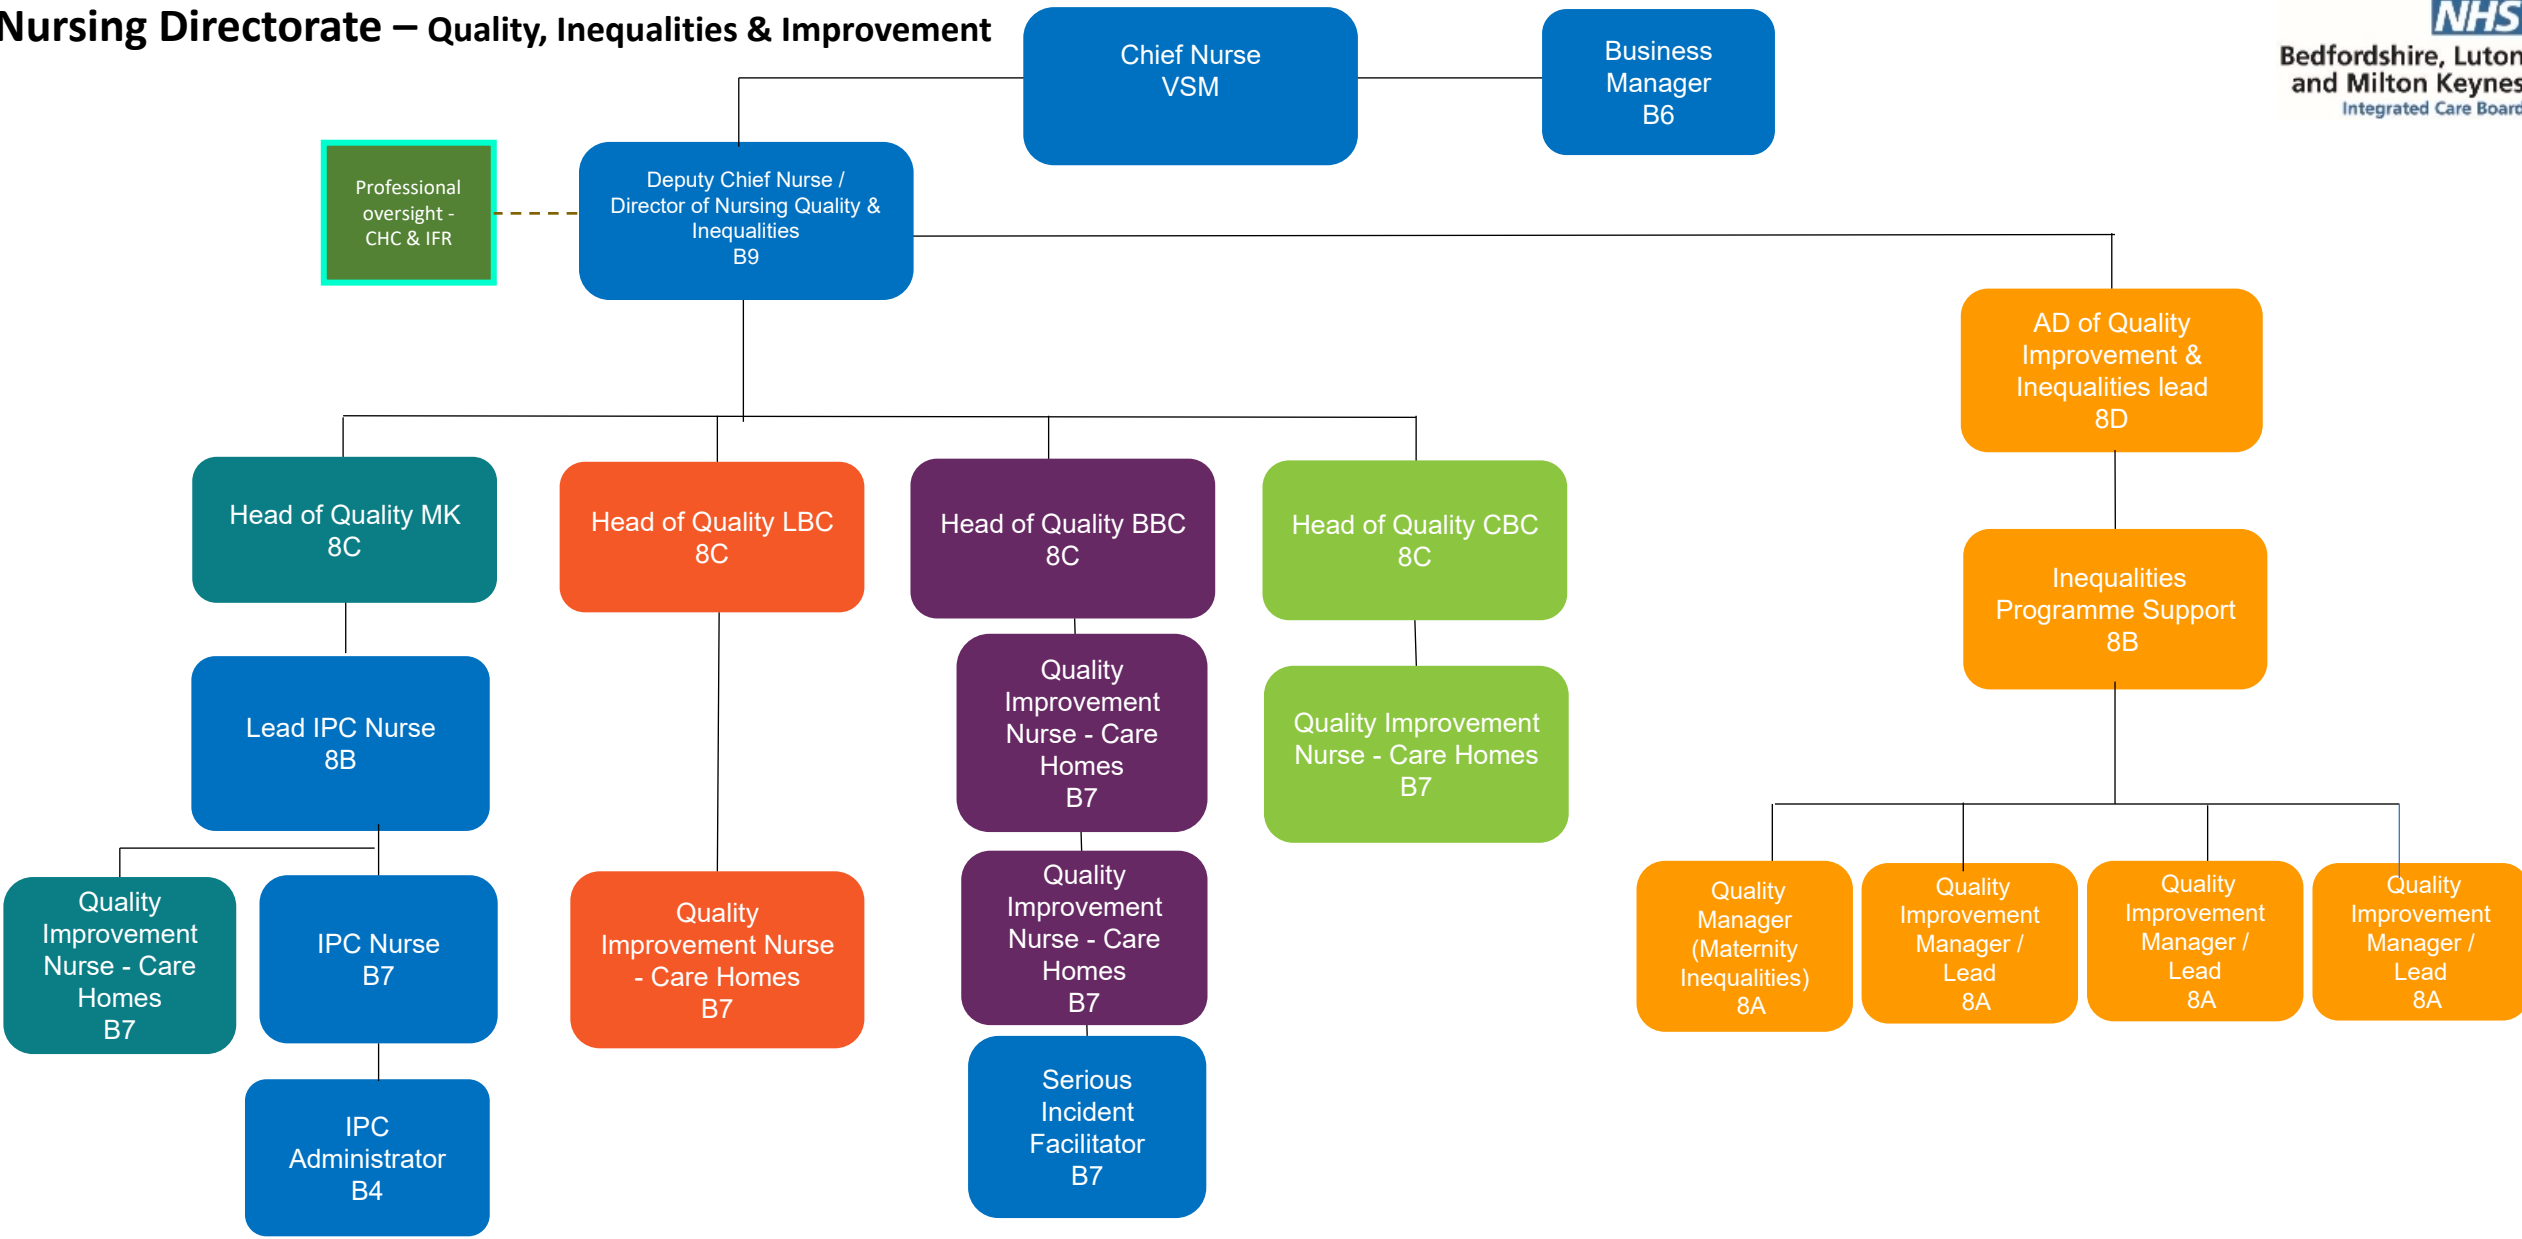 Nursing Directorate – Quality, Inequalities & Improvement
NHS
Bedfordshire, Luton
and Milton Keynes
Integrated Care Board
Chief Nurse
VSM
Business
Manager
B6
Professional
oversight -
CHC & IFR
Deputy Chief Nurse /
Director of Nursing Quality &
Inequalities
B9
AD of Quality
Improvement &
Inequalities lead
8D
Head of Quality MK
8C
Head of Quality LBC
8C
Head of Quality BBC
8C
Head of Quality CBC
8C
Inequalities
Programme Support
8B
Lead IPC Nurse
8B
Quality
Improvement
Nurse - Care
Homes
B7
Quality Improvement
Nurse - Care Homes
B7
Quality
Improvement
Nurse - Care
Homes
B7
IPC Nurse
B7
Quality
Improvement Nurse
- Care Homes
B7
Quality
Improvement
Nurse - Care
Homes
B7
Quality
Manager
(Maternity
Inequalities)
8A
Quality
Improvement
Manager /
Lead
8A
Quality
Improvement
Manager /
Lead
8A
Quality
Improvement
Manager /
Lead
8A
IPC
Administrator
B4
Serious
Incident
Facilitator
B7